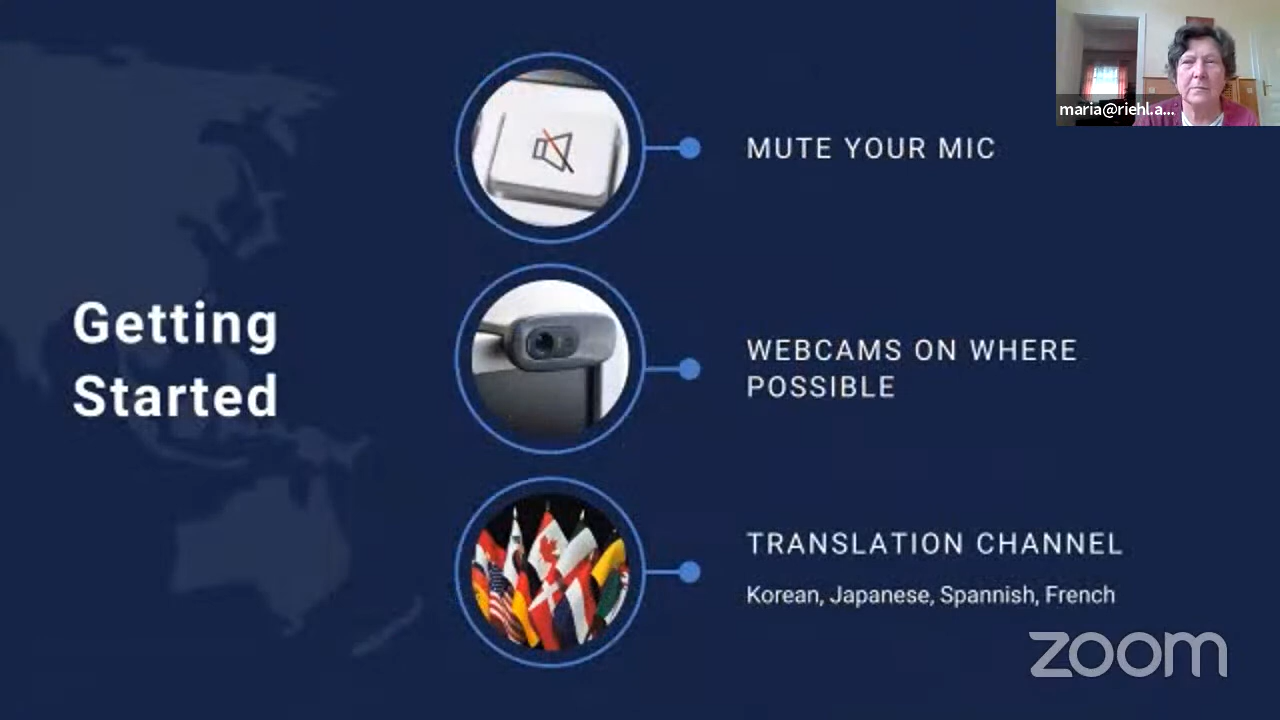 maria@riehl.a...
MUTE YOUR MIC
Getting
Started
WEBCAMS ON WHERE
POSSIBLE
TRANSLATION CHANNEL
Korean, Japanese, Spannish, French
zoom